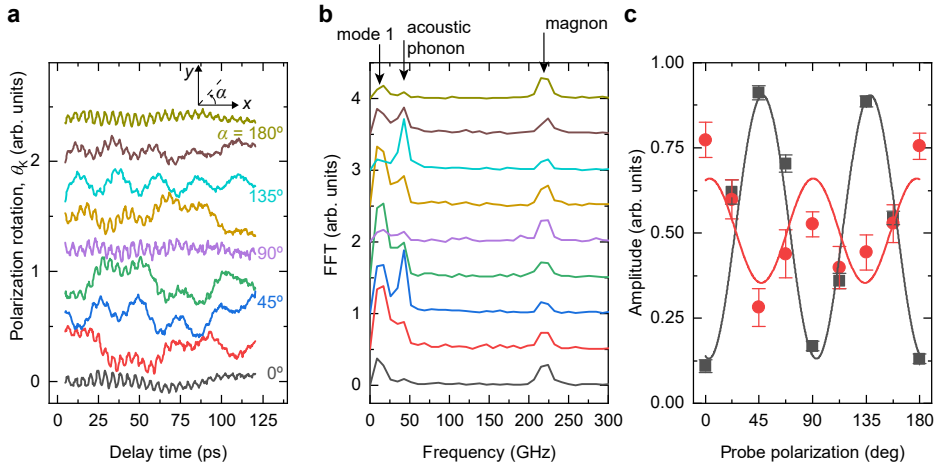 a
Polarization rotation, θk (arb. units)
2
1
0
y
x
α
α = 180º
135º
90º
45º
0º
0 25 50 75 100 125
Delay time (ps)
b
mode 1
acoustic
phonon
magnon
FFT (arb. units)
4
3
2
1
0
0 50 100 150 200 250 300
Frequency (GHz)
c
Amplitude (arb. units)
1.00
0.75
0.50
0.25
0.00
0 45 90 135 180
Probe polarization (deg)